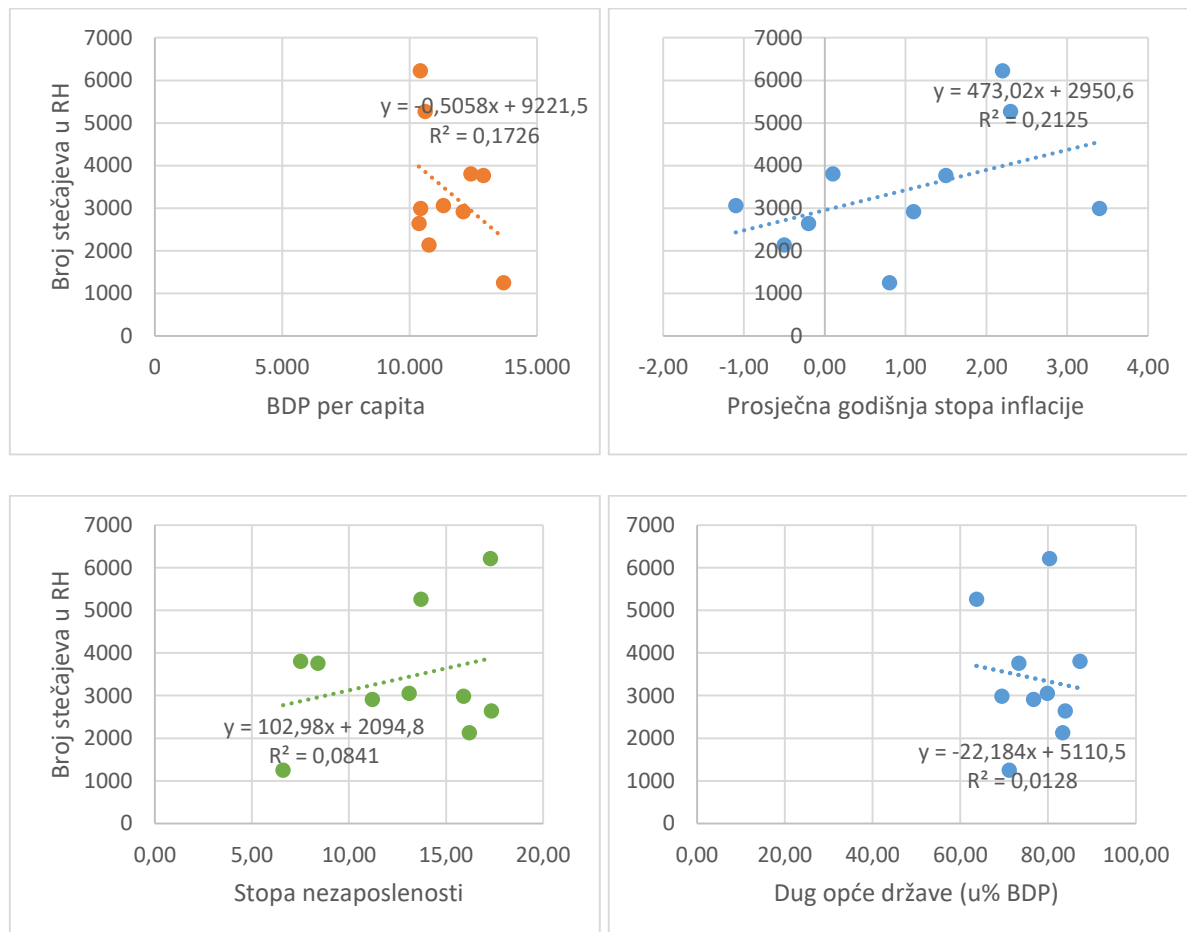 7000
6000
5000
4000
3000
2000
1000
0
Broj stečajeva u RH
y = -0,5058x + 9221,5
R² = 0,1726
0 5.000 10.000 15.000
BDP per capita
7000
6000
5000
4000
3000
2000
1000
0
y = 473,02x + 2950,6
R² = 0,2125
-2,00 -1,00 0,00 1,00 2,00 3,00 4,00
Prosječna godišnja stopa inflacije
7000
6000
5000
4000
3000
2000
1000
0
Broj stečajeva u RH
y = 102,98x + 2094,8
R² = 0,0841
0,00 5,00 10,00 15,00 20,00
Stopa nezaposlenosti
7000
6000
5000
4000
3000
2000
1000
0
y = -22,184x + 5110,5
R² = 0,0128
0,00 20,00 40,00 60,00 80,00 100,00
Dug opće države (u% BDP)